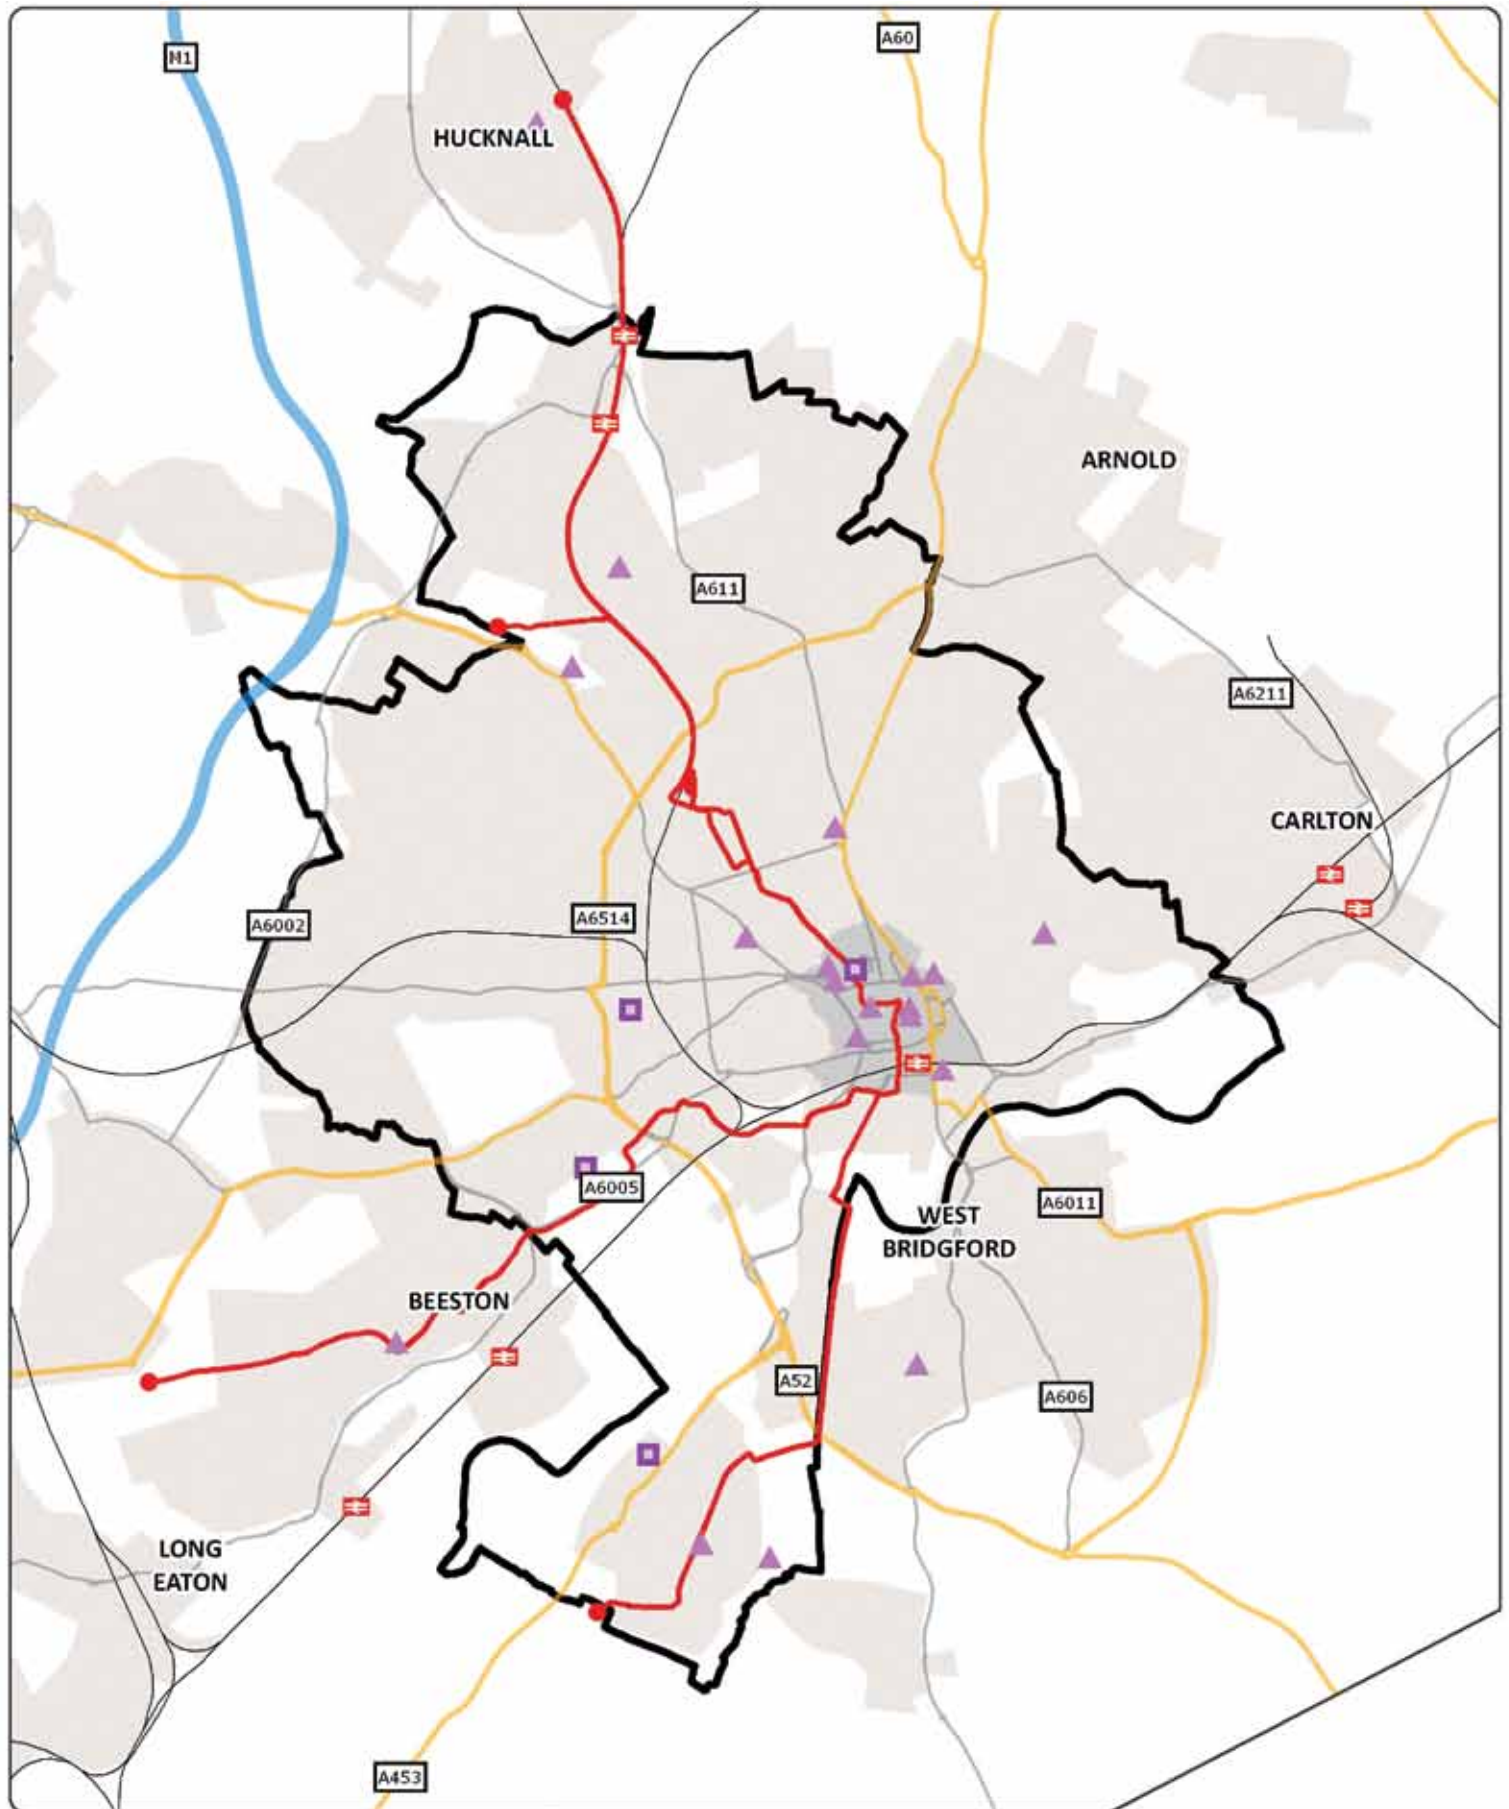 M1
A60
HUCKNALL
ARNOLD
A611
A6211
CARLTON
A6002
A6514
A6005
A6011
WEST
BRIDGFORD
BEESTON
A52
A606
LONG
EATON
A453